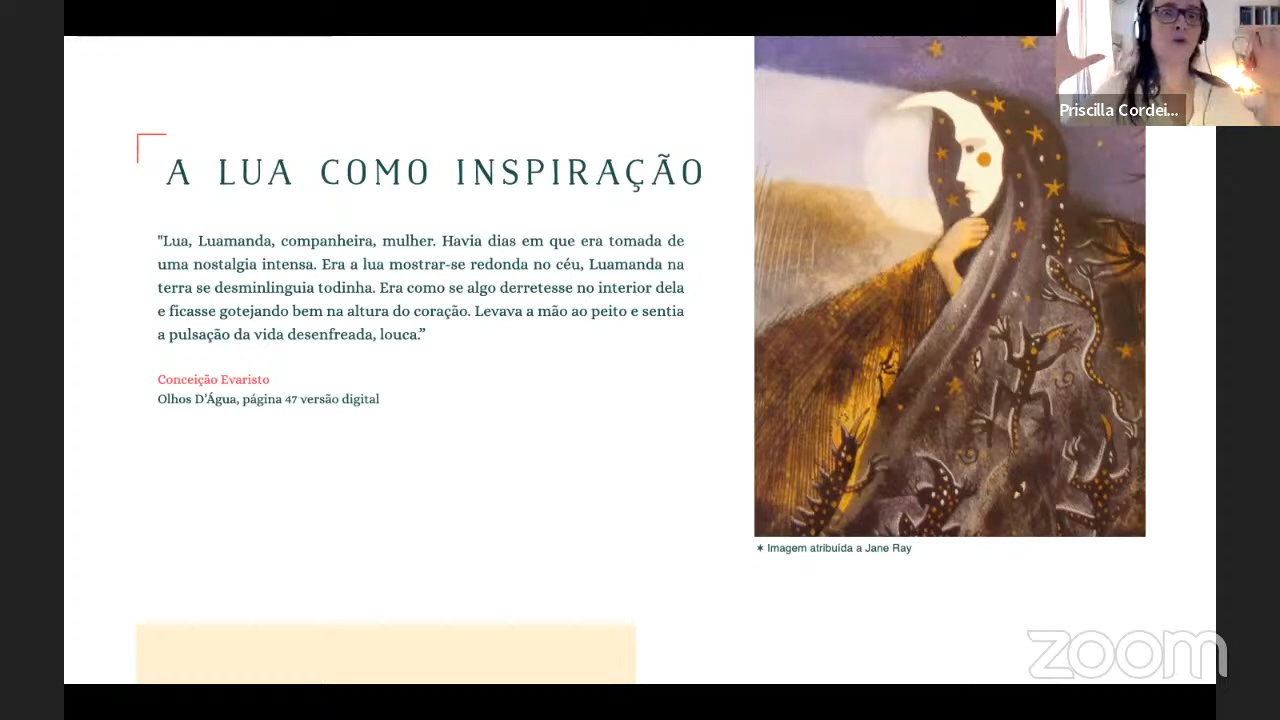 Priscilla Cordei...
A LUA COMO INSPIRAÇÃO
"Lua, Luamanda, companheira, mulher. Havia dias em que era tomada de
uma nostalgia intensa. Era a lua mostrar-se redonda no céu, Luamanda na
terra se desminlinguia todinha. Era como se algo derretesse no interior dela
e ficasse gotejando bem na altura do coração. Levava a mão ao peito e sentia
a pulsação da vida desenfreada, louca.”
Conceição Evaristo
Olhos D’Água, página 47 versão digital
✶ Imagem atribuída a Jane Ray
zoom